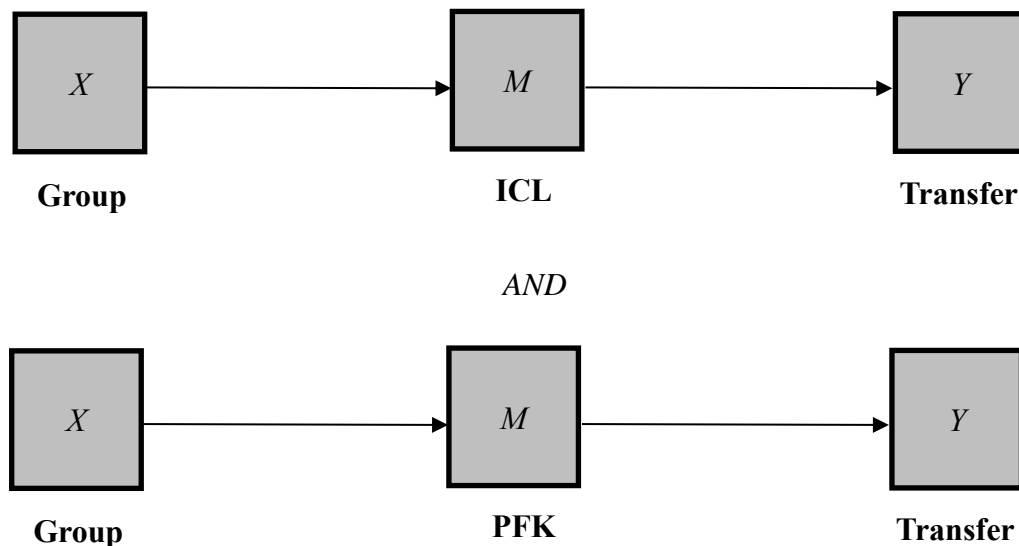 X M Y
Group ICL Transfer
AND
X M Y
Group PFK Transfer